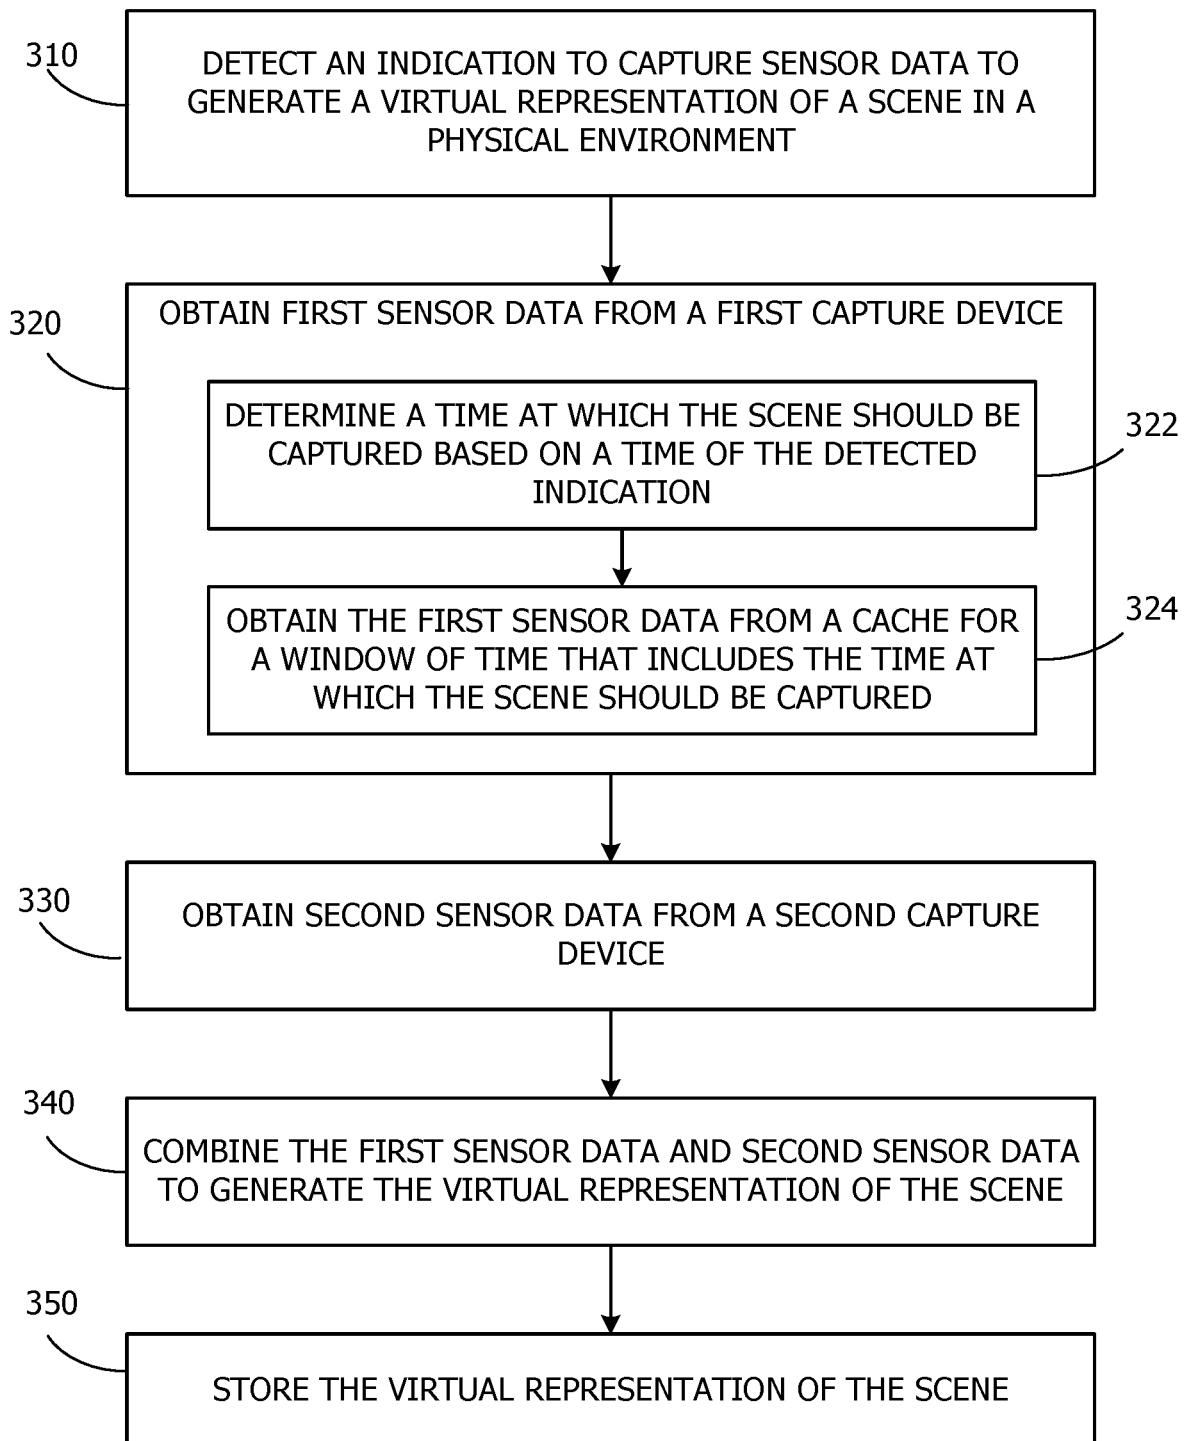 310
DETECT AN INDICATION TO CAPTURE SENSOR DATA TO
GENERATE A VIRTUAL REPRESENTATION OF A SCENE IN A
PHYSICAL ENVIRONMENT
320
OBTAIN FIRST SENSOR DATA FROM A FIRST CAPTURE DEVICE
DETERMINE A TIME AT WHICH THE SCENE SHOULD BE
CAPTURED BASED ON A TIME OF THE DETECTED
INDICATION
322
OBTAIN THE FIRST SENSOR DATA FROM A CACHE FOR
A WINDOW OF TIME THAT INCLUDES THE TIME AT
WHICH THE SCENE SHOULD BE CAPTURED
324
330
OBTAIN SECOND SENSOR DATA FROM A SECOND CAPTURE
DEVICE
340
COMBINE THE FIRST SENSOR DATA AND SECOND SENSOR DATA
TO GENERATE THE VIRTUAL REPRESENTATION OF THE SCENE
350
STORE THE VIRTUAL REPRESENTATION OF THE SCENE